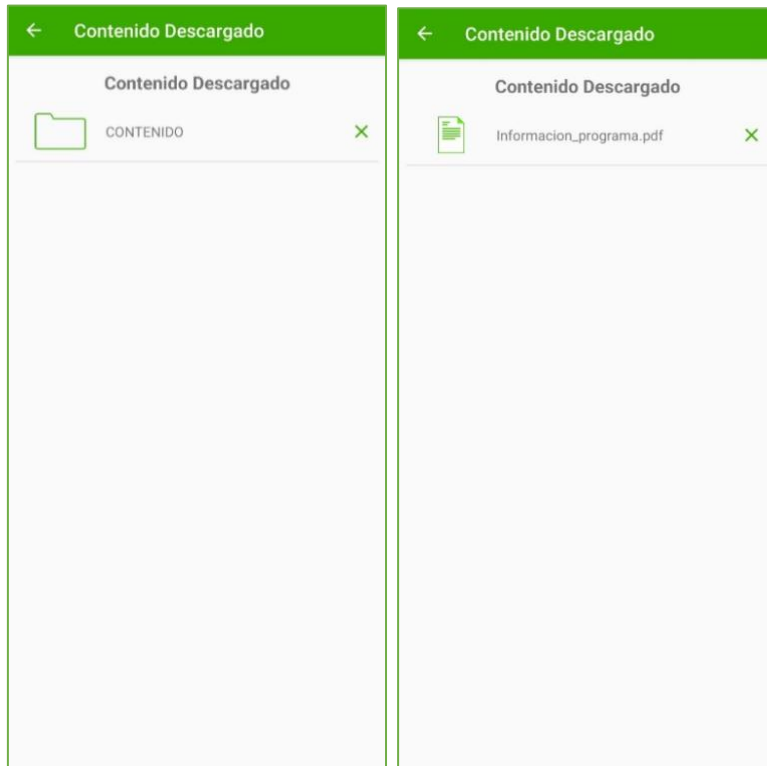 Contenido Descargado
Contenido Descargado
CONTENIDO
Contenido Descargado
Contenido Descargado
Informacion_programa.pdf